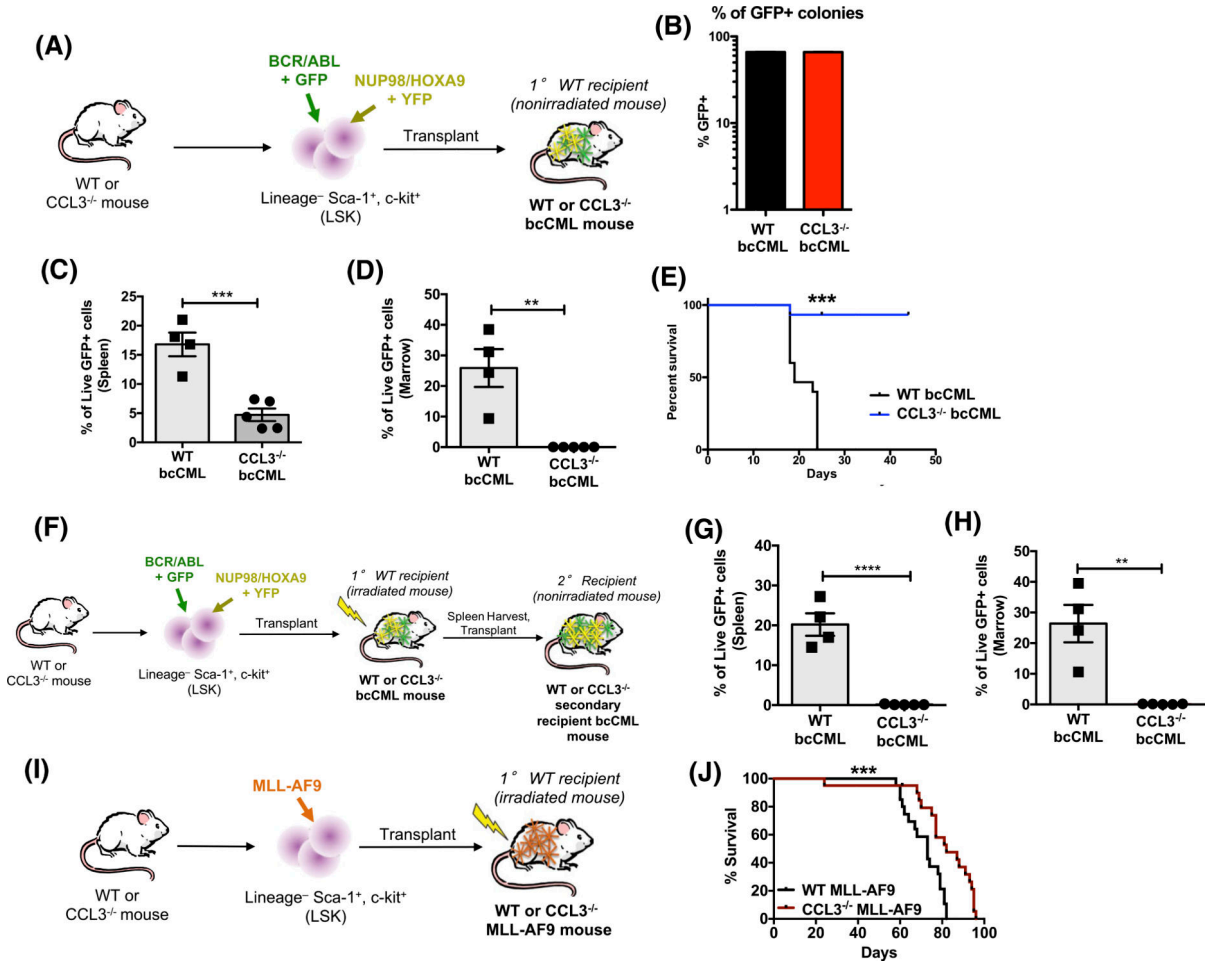 (A)
BCR/ABL
+ GFP
NUP98/HOXA9
+ YFP
1° WT recipient
(nonirradiated mouse)
Transplant
WT or
CCL3-/- mouse
Lineage– Sca-1+, c-kit+
(LSK)
WT or CCL3-/-
bcCML mouse
(B)
% of GFP+ colonies
% GFP+
100
10
1
WT
bcCML
CCL3-/-
bcCML
(C)
% of Live GFP+ cells
(Spleen)
25
20
15
10
5
0
***
WT
bcCML
CCL3-/-
bcCML
(D)
% of Live GFP+ cells
(Marrow)
50
40
30
20
10
0
**
WT
bcCML
CCL3-/-
bcCML
(E)
Percent survival
100
50
0
***
WT bcCML
CCL3-/- bcCML
0 10 20 30 40 50
Days
(F)
BCR/ABL
+ GFP
NUP98/HOXA9
+ YFP
1° WT recipient
(irradiated mouse)
2° Recipient
(nonirradiated mouse)
Transplant
Spleen Harvest,
Transplant
WT or
CCL3-/- mouse
Lineage– Sca-1+, c-kit+
(LSK)
WT or CCL3-/-
bcCML mouse
WT or CCL3-/-
secondary
recipient bcCML
mouse
(G)
% of Live GFP+ cells
(Spleen)
40
30
20
10
0
****
WT
bcCML
CCL3-/-
bcCML
(H)
% of Live GFP+ cells
(Marrow)
50
40
30
20
10
0
**
WT
bcCML
CCL3-/-
bcCML
(I)
MLL-AF9
1° WT recipient
(irradiated mouse)
Transplant
WT or
CCL3-/- mouse
Lineage– Sca-1+, c-kit+
(LSK)
WT or CCL3-/-
MLL-AF9 mouse
(J)
% Survival
100
80
60
40
20
0
***
WT MLL-AF9
CCL3-/- MLL-AF9
0 20 40 60 80 100
Days